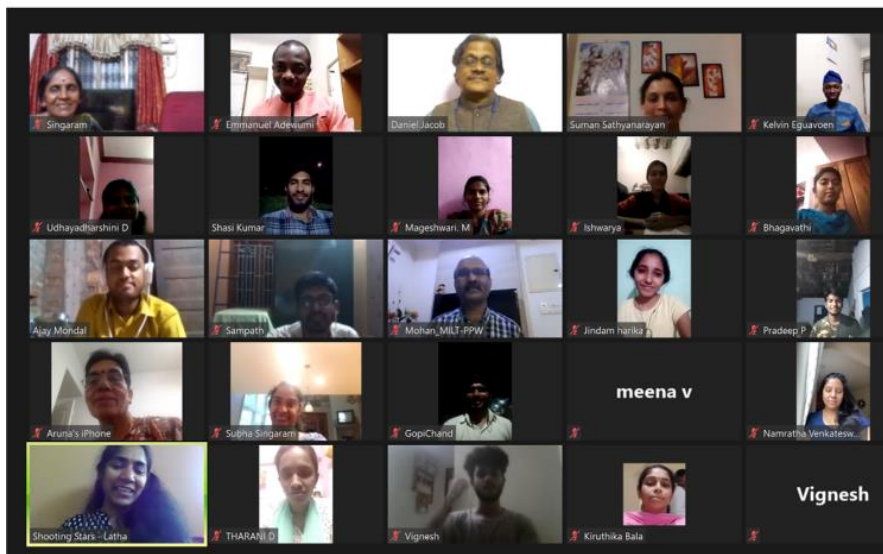 Singaram
Emmanuel Adewumi
Daniel Jacob
Suman Sathyanarayan
Kelvin Eguavoen
Udhayadharshini D
Shasi Kumar
Mageshwari. M
Ishwarya
Bhagavathi
Ajay Mondal
Sampath
Mohan_MILT-PPW
Jindam harika
Pradeep P
Aruna's iPhone
Subha Singaram
GopiChand
meena v
Namratha Venkatesw...
Shooting Stars - Latha
THARANI D
Vignesh
Kiruthika Bala
Vignesh